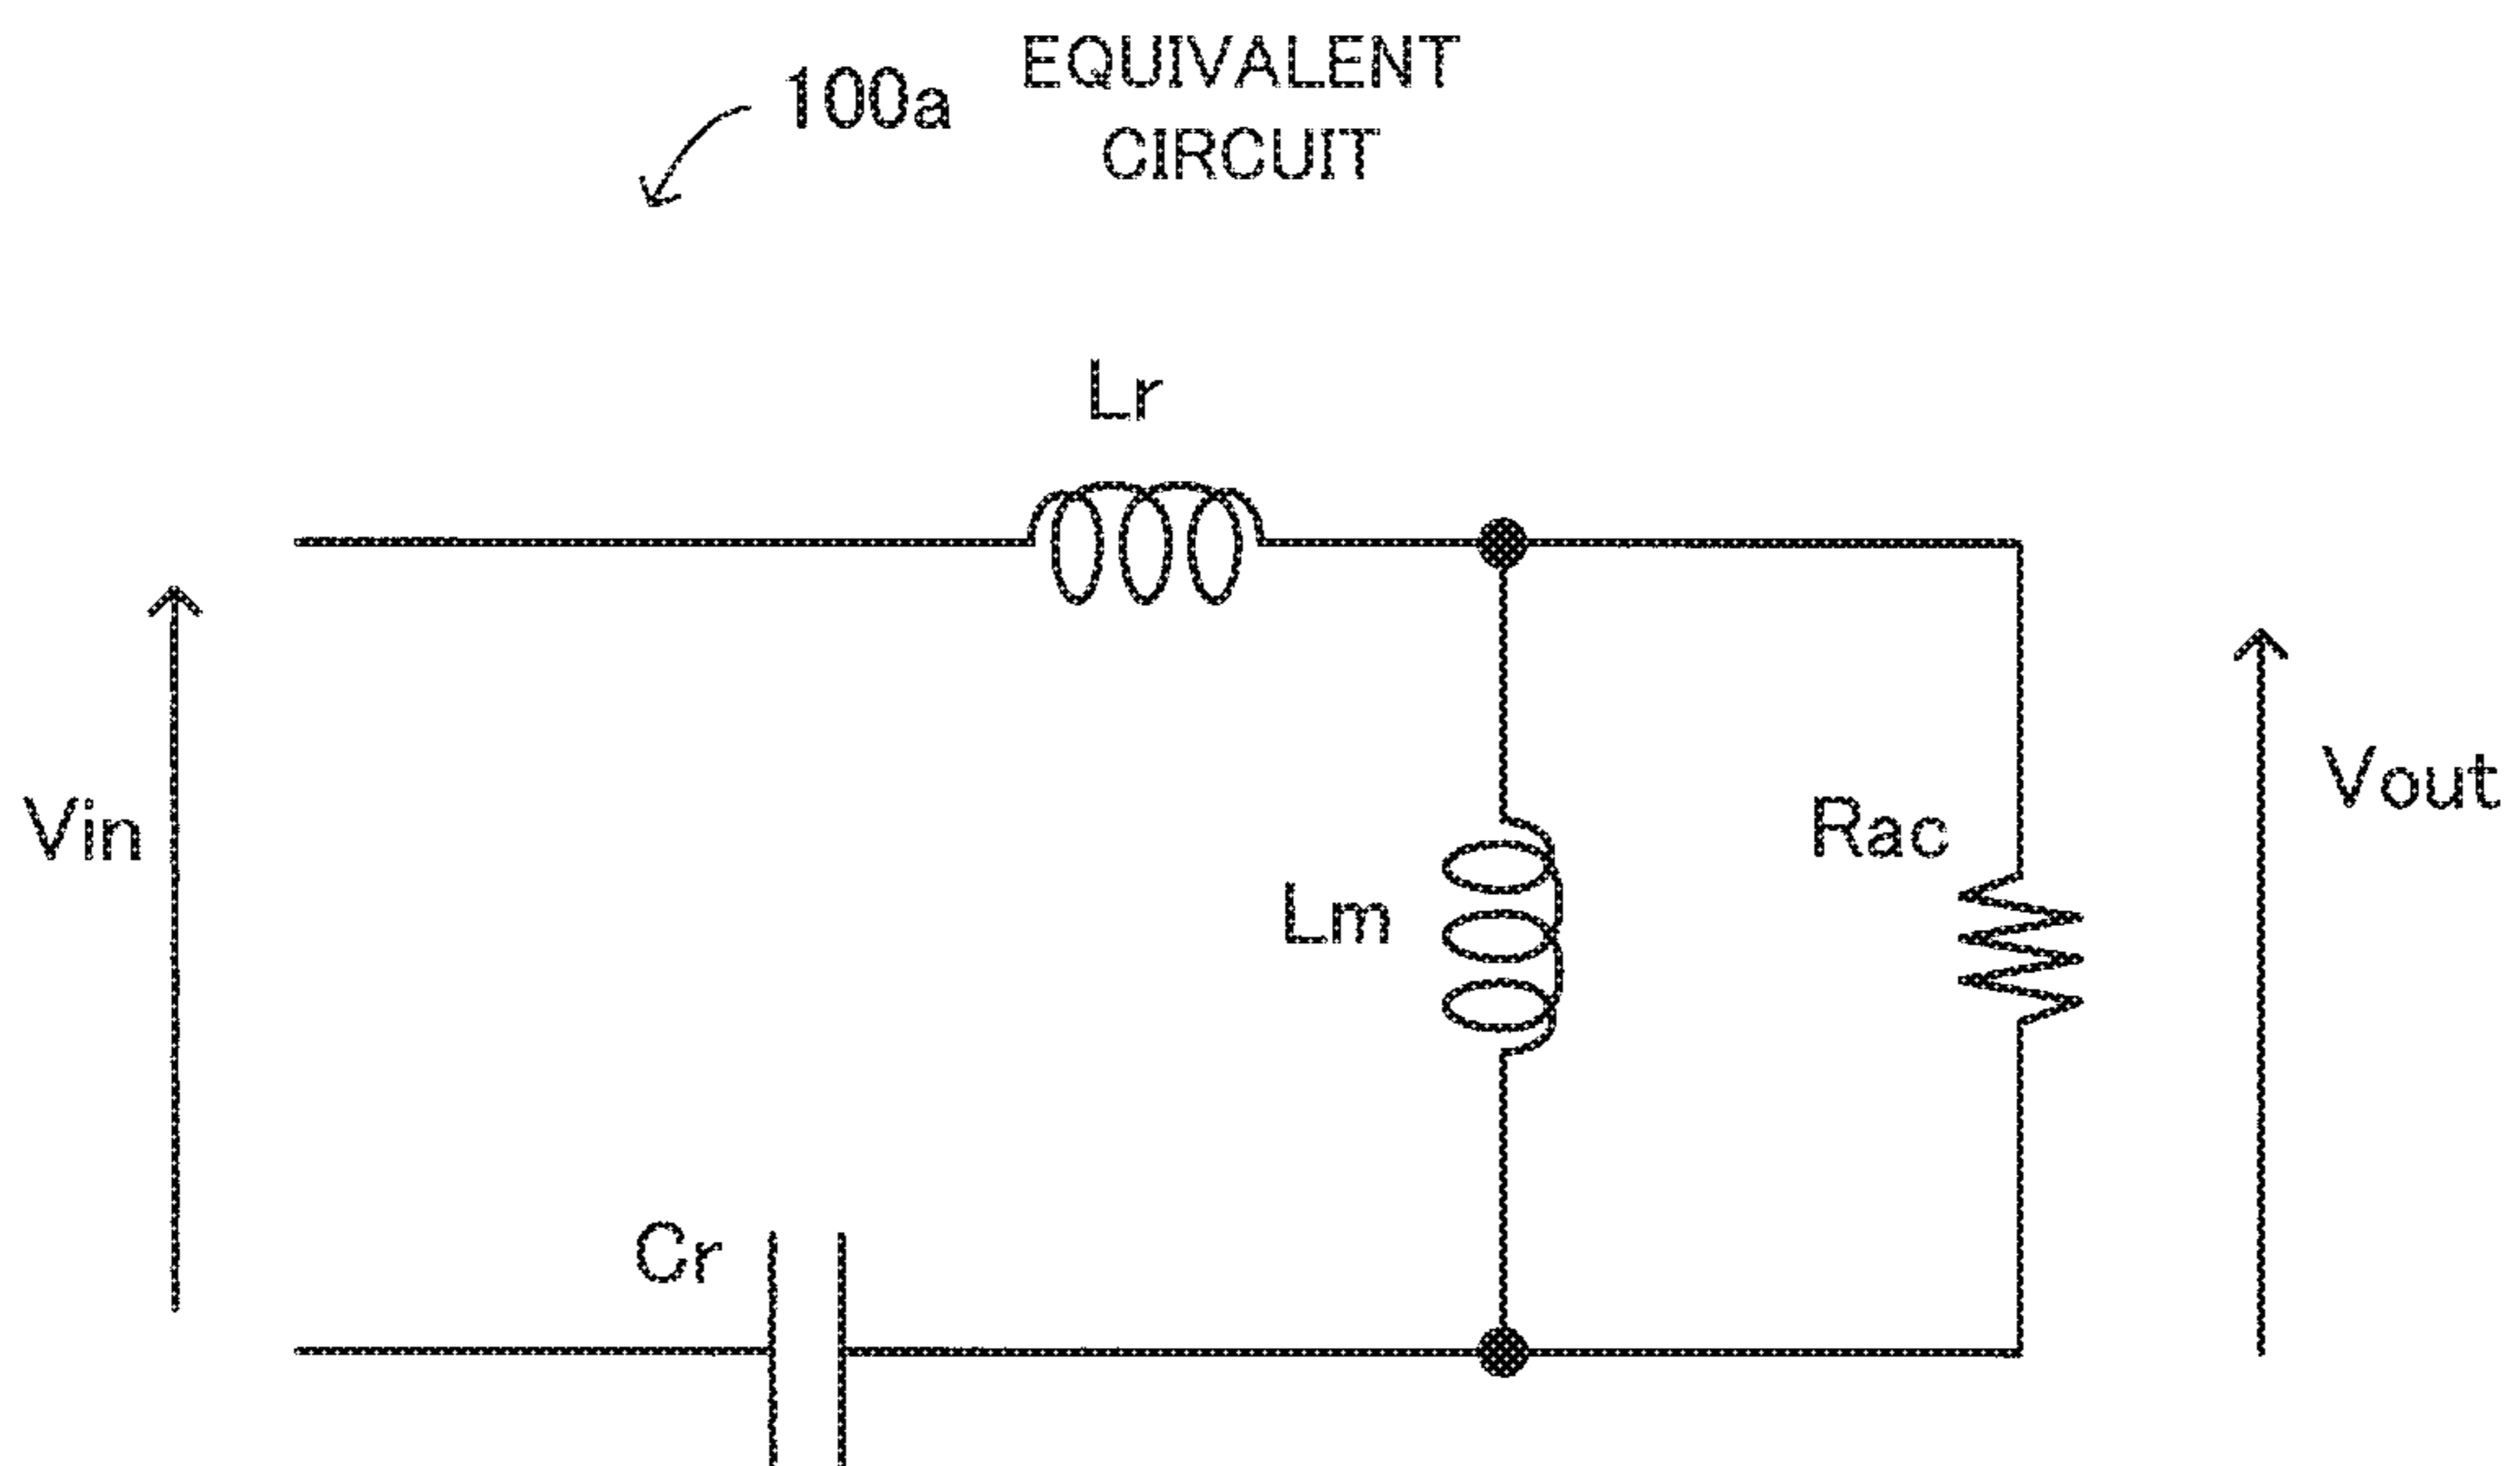 100a
EQUIVALENT
CIRCUIT
Lr
Vin
Lm
Rac
Vout
Cr